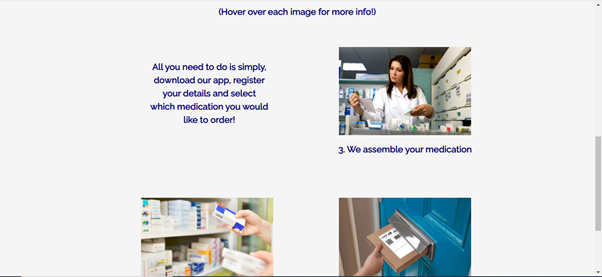 (Hover over each image for more info!)
All you need to do is simply,
download our app, register
your details and select
which medication you would
like to order!
3. We assemble your medication